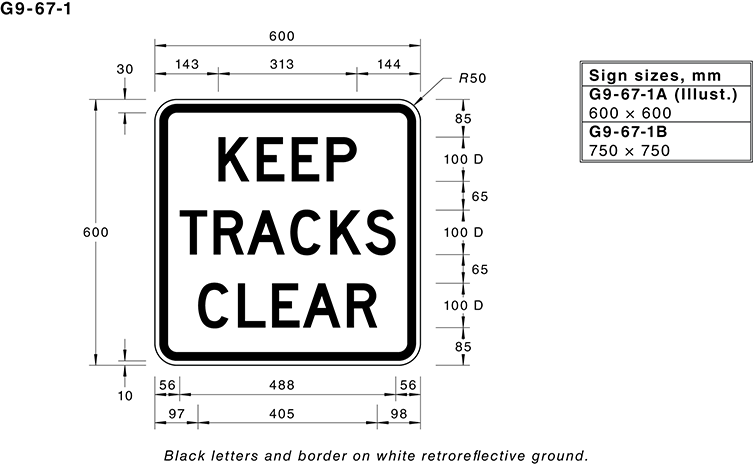 G9-67-1
600
143 313 144
30
R50
Sign sizes, mm
G9-67-1A (Illust.)
600 × 600
G9-67-1B
750 × 750
85
KEEP
100 D
65
600
TRACKS
100 D
65
CLEAR
100 D
85
10
56 488 56
97 405 98
Black letters and border on white retroreflective ground.